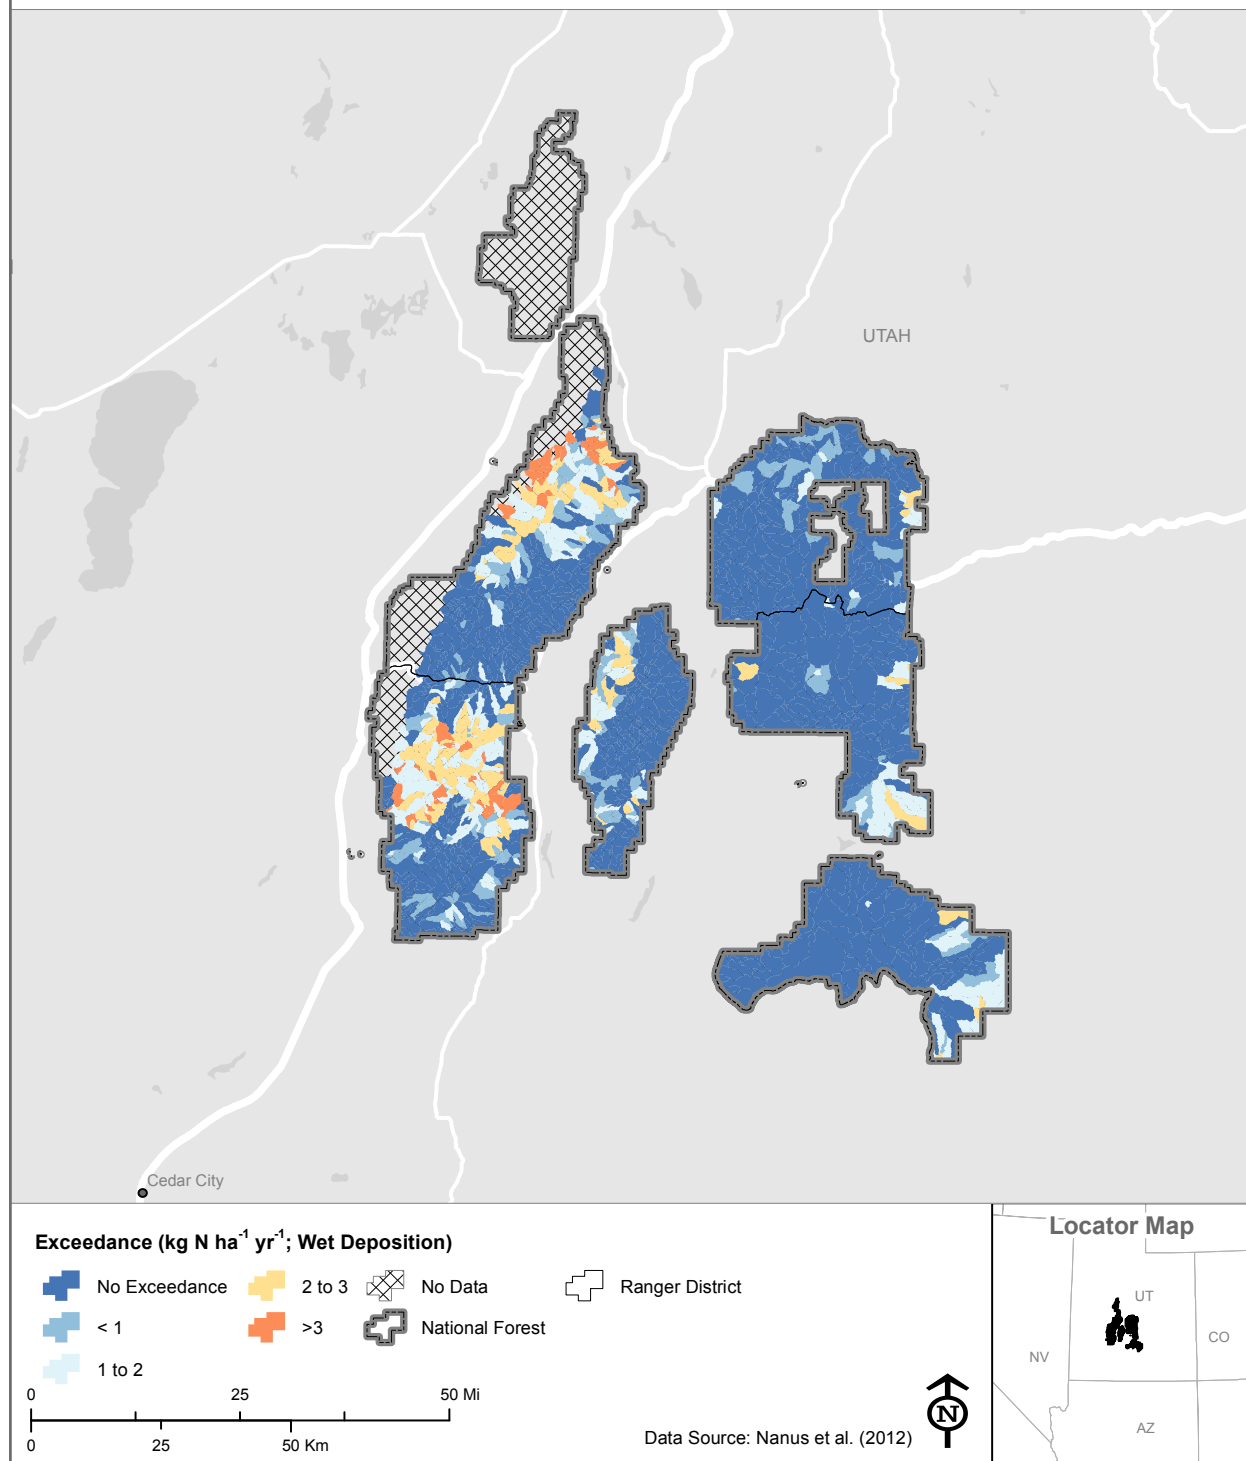 UTAH
Cedar City
Exceedance (kg N ha⁻¹ yr⁻¹; Wet Deposition)
No Exceedance
2 to 3
No Data
Ranger District
< 1
>3
National Forest
1 to 2
0 25 50 Mi
0 25 50 Km
Data Source: Nanus et al. (2012)
N
Locator Map
UT
NV
CO
AZ